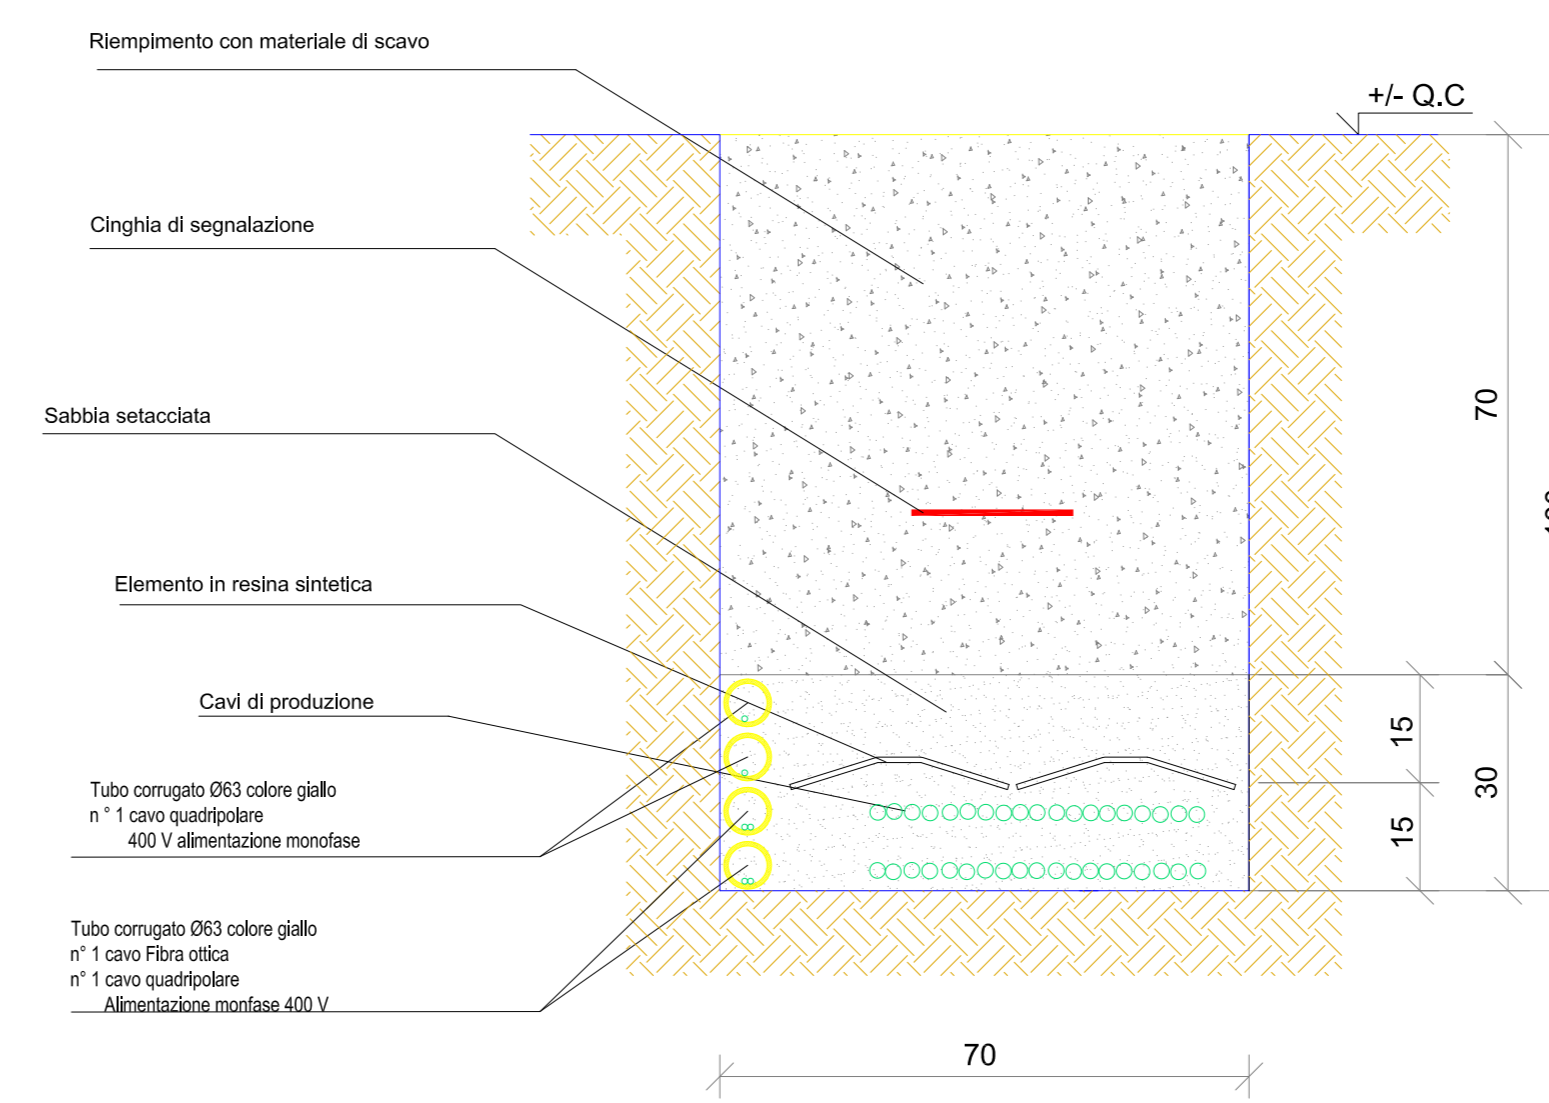 Riempimento con materiale di scavo
+/- Q.C
Cinghia di segnalazione
70
Sabbia setacciata
Elemento in resina sintetica
Cavi di produzione
15
30
15
Tubo corrugato Ø63 colore giallo
n ° 1 cavo quadripolare
400 V alimentazione monofase
Tubo corrugato Ø63 colore giallo
n° 1 cavo Fibra ottica
n° 1 cavo quadripolare
Alimentazione monfase 400 V
70